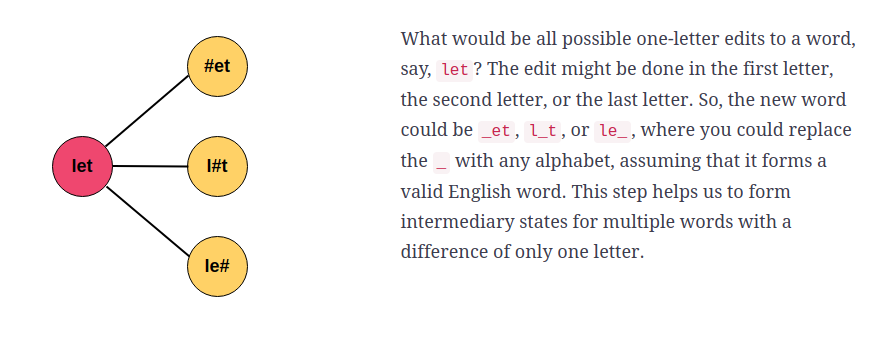 #et
let
l#t
le#
What would be all possible one-letter edits to a word,
say, let? The edit might be done in the first letter,
the second letter, or the last letter. So, the new word
could be _et, l_t, or le_, where you could replace
the _ with any alphabet, assuming that it forms a
valid English word. This step helps us to form
intermediary states for multiple words with a
difference of only one letter.